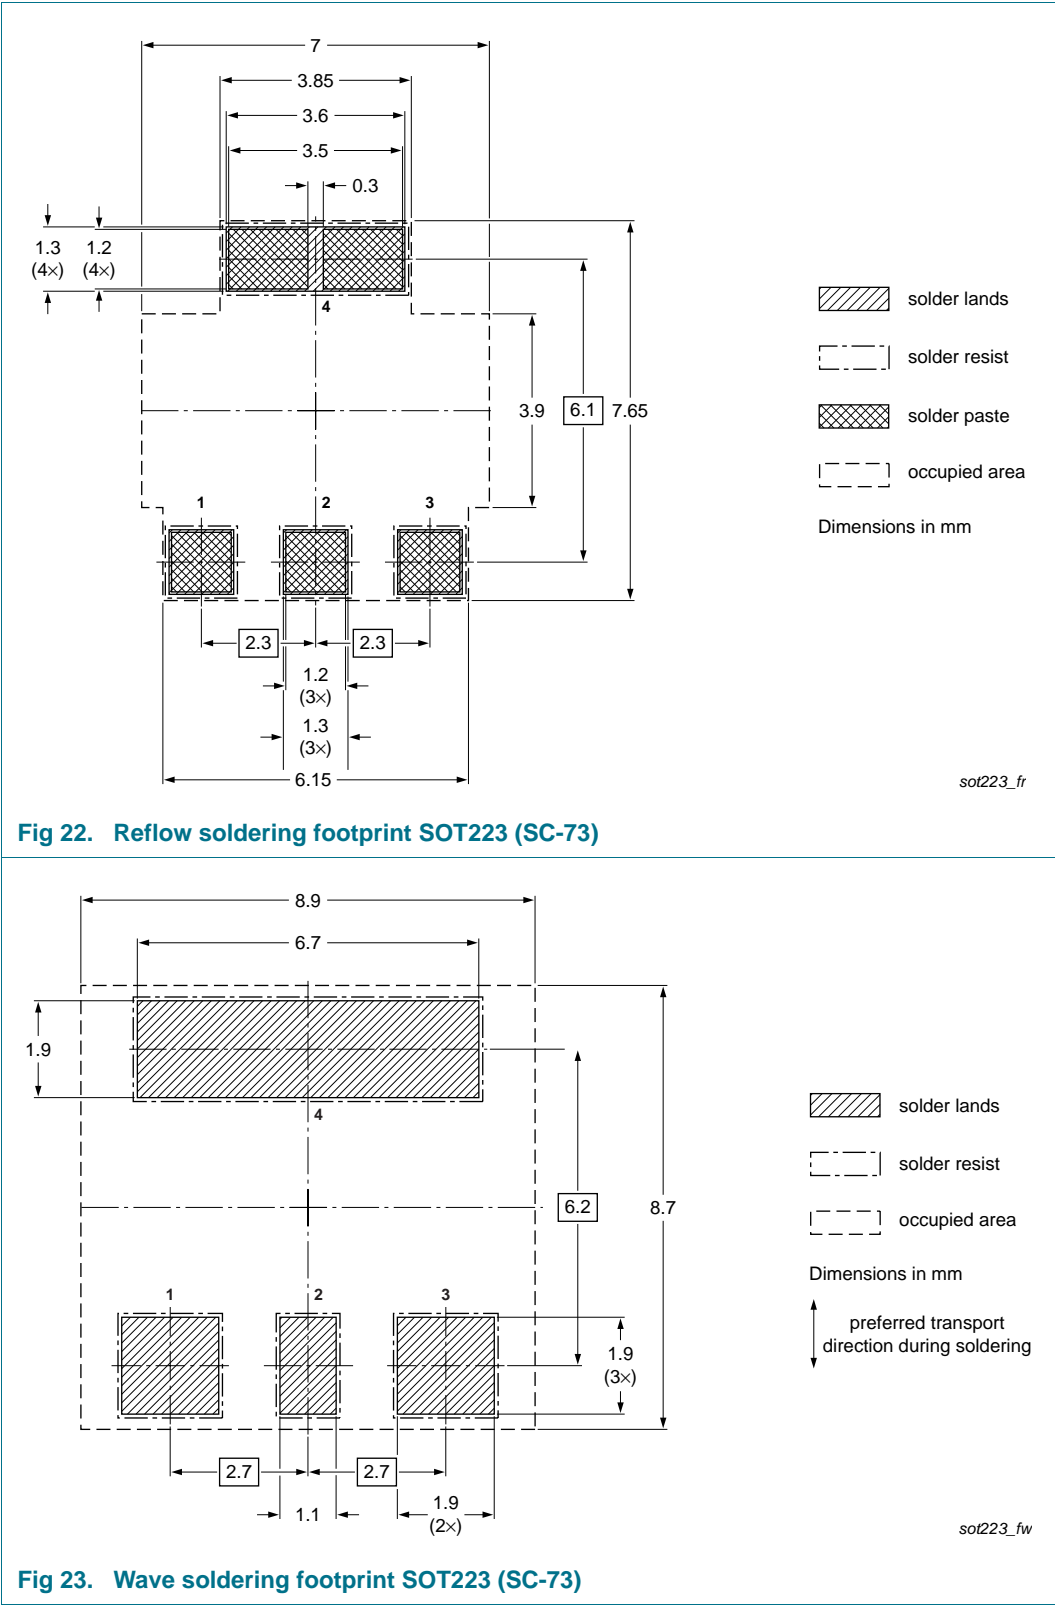 7
3.85
3.6
3.5
0.3
1.3
(4×)
1.2
(4×)
4
3.9
6.1
7.65
1
2
3
2.3
2.3
1.2
(3×)
1.3
(3×)
6.15
solder lands
solder resist
solder paste
occupied area
Dimensions in mm
sot223_fr
Fig 22. Reflow soldering footprint SOT223 (SC-73)
8.9
6.7
1.9
4
6.2
8.7
1
2
3
1.9
(3×)
2.7
2.7
1.1
1.9
(2×)
solder lands
solder resist
occupied area
Dimensions in mm
preferred transport
direction during soldering
sot223_fw
Fig 23. Wave soldering footprint SOT223 (SC-73)